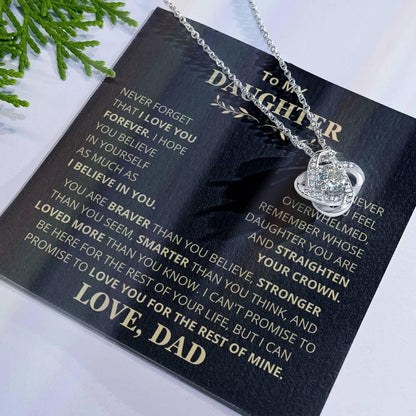 To My
DAUGHTER
NEVER FORGET
THAT I LOVE YOU
FOREVER. I HOPE
YOU BELIEVE
IN YOURSELF
AS MUCH AS
I BELIEVE IN YOU.
NEVER
FEEL
OVERWHELMED,
REMEMBER WHOSE
DAUGHTER YOU ARE
AND STRAIGHTEN
YOUR CROWN.
YOU ARE BRAVER THAN YOU BELIEVE, STRONGER
THAN YOU SEEM, SMARTER THAN YOU THINK, AND
LOVED MORE THAN YOU KNOW. I CAN'T PROMISE TO
BE HERE FOR THE REST OF YOUR LIFE, BUT I CAN
PROMISE TO LOVE YOU FOR THE REST OF MINE.
LOVE, DAD